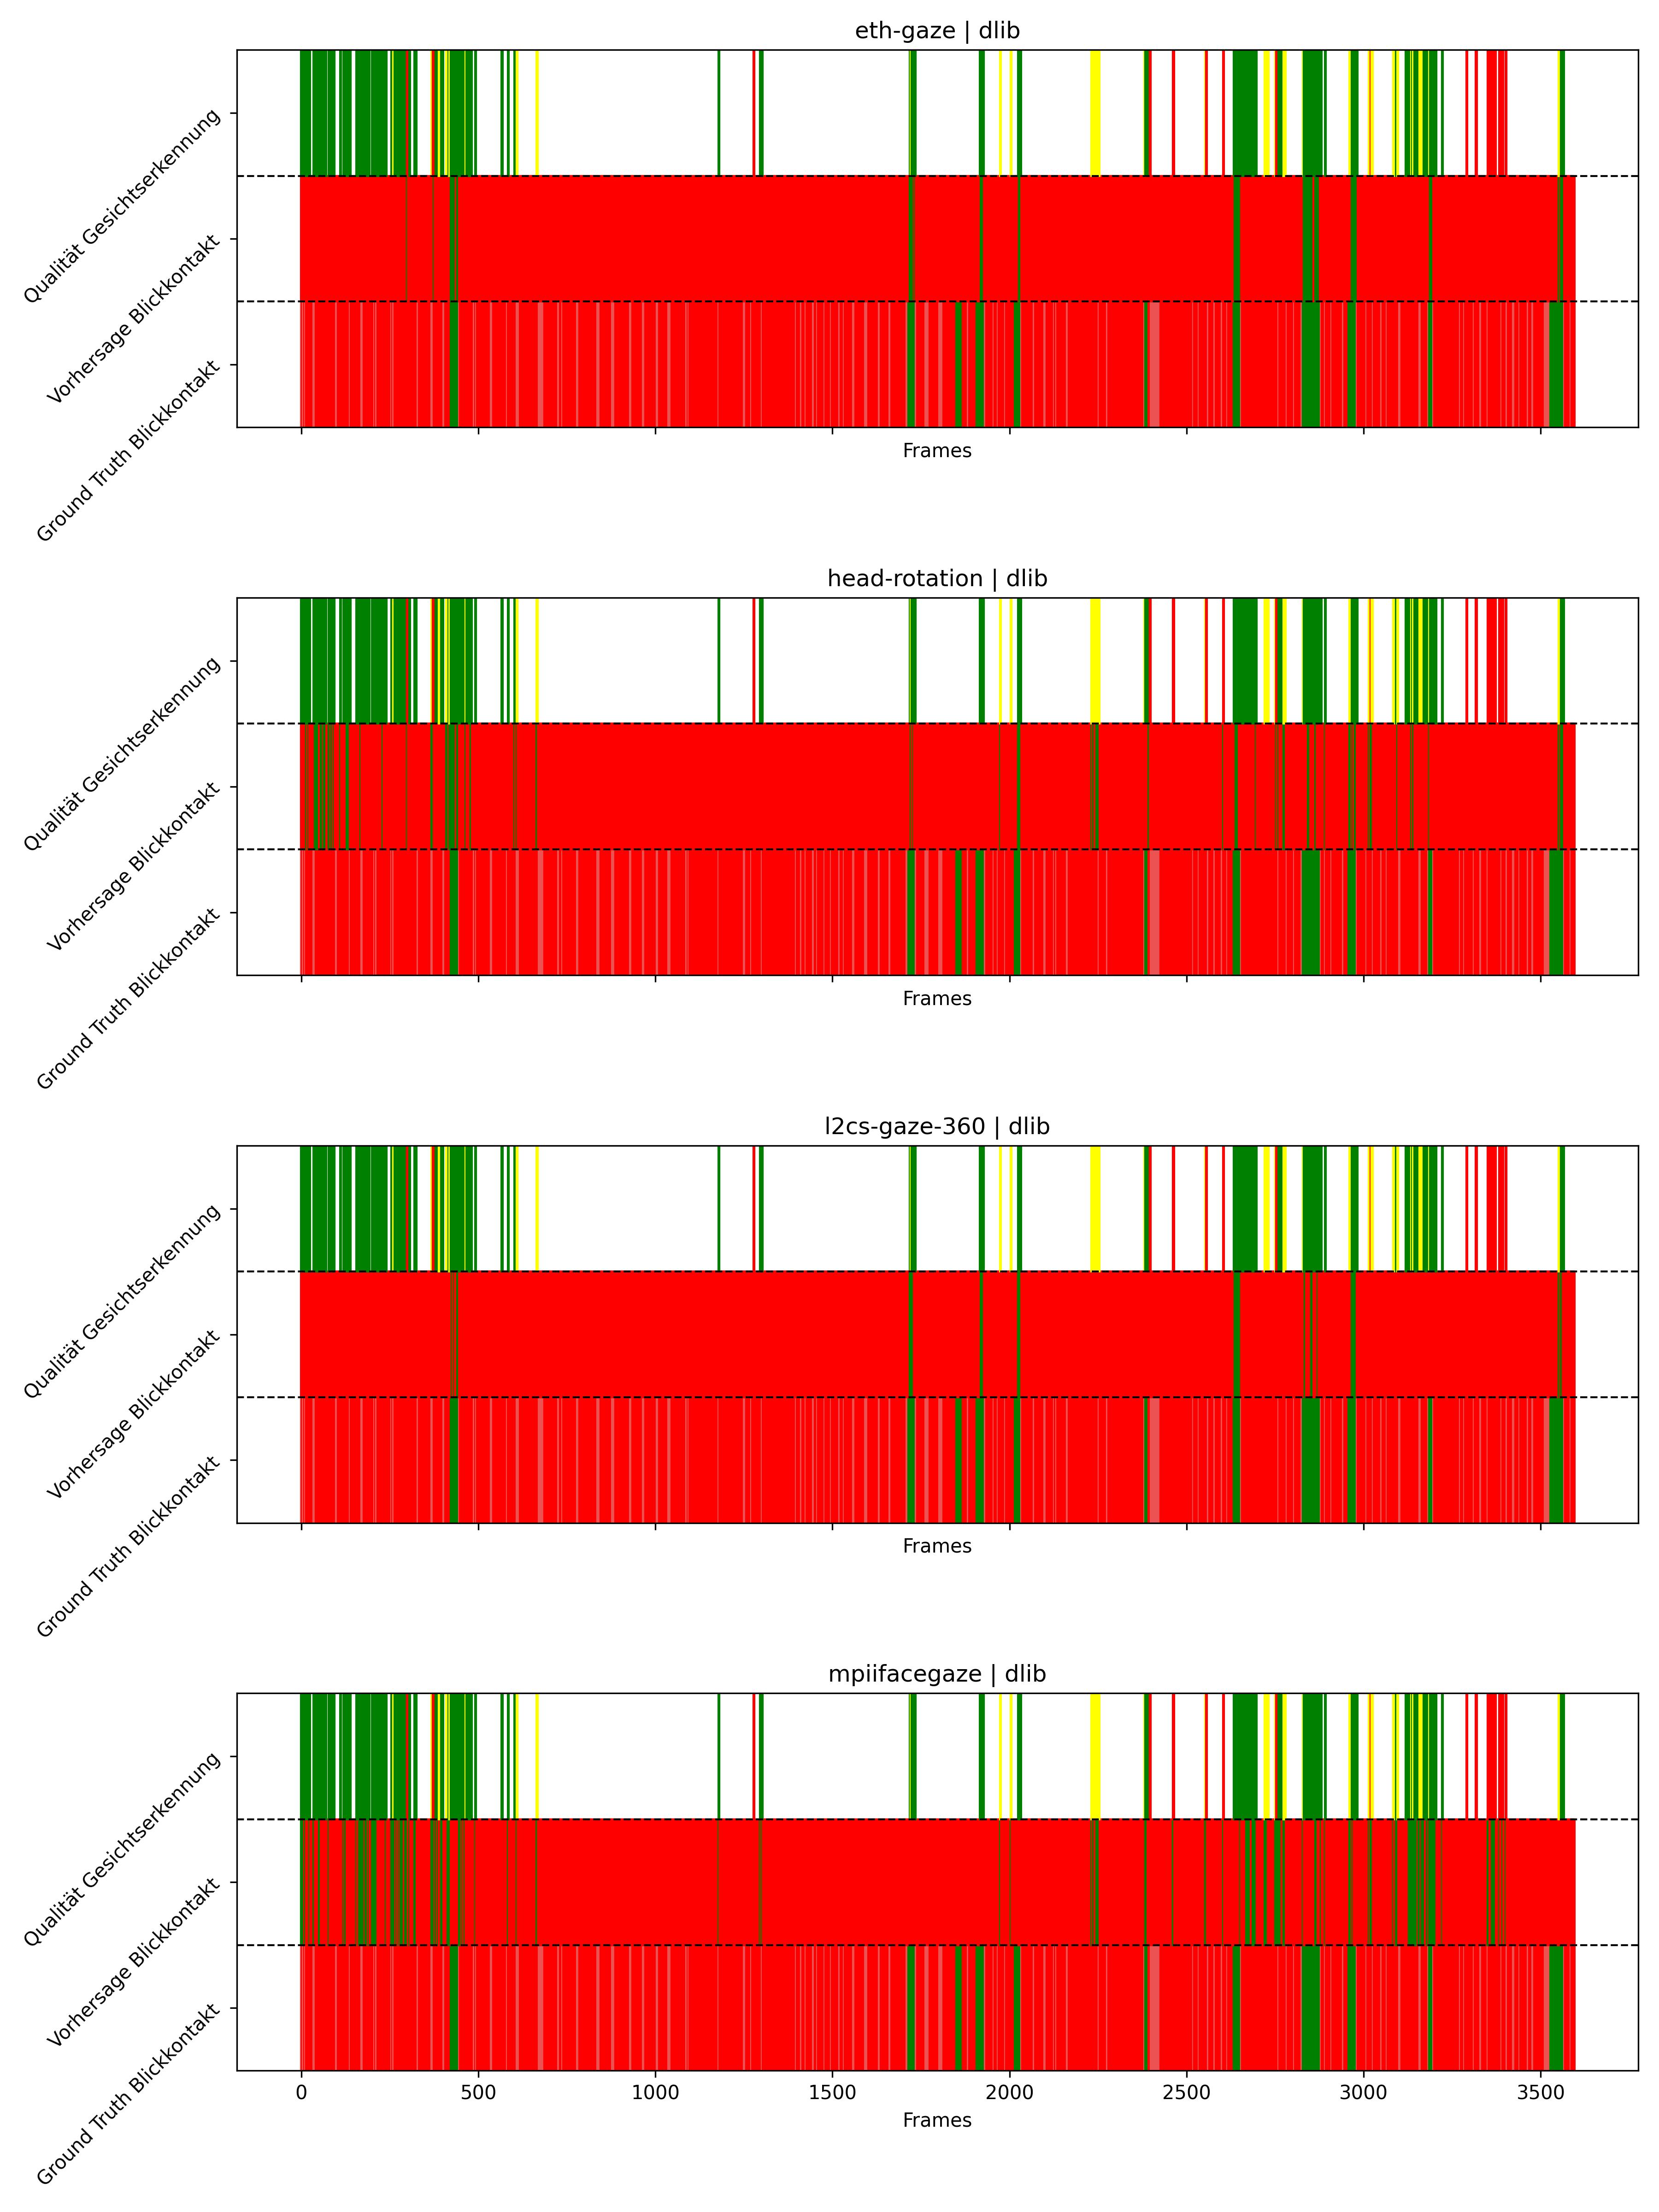 eth-gaze | dlib
Qualität Gesichtserkennung
Vorhersage Blickkontakt
Ground Truth Blickkontakt
Frames
head-rotation | dlib
Qualität Gesichtserkennung
Vorhersage Blickkontakt
Ground Truth Blickkontakt
Frames
l2cs-gaze-360 | dlib
Qualität Gesichtserkennung
Vorhersage Blickkontakt
Ground Truth Blickkontakt
Frames
mpiifacegaze | dlib
Qualität Gesichtserkennung
Vorhersage Blickkontakt
Ground Truth Blickkontakt
0 500 1000 1500 2000 2500 3000 3500
Frames